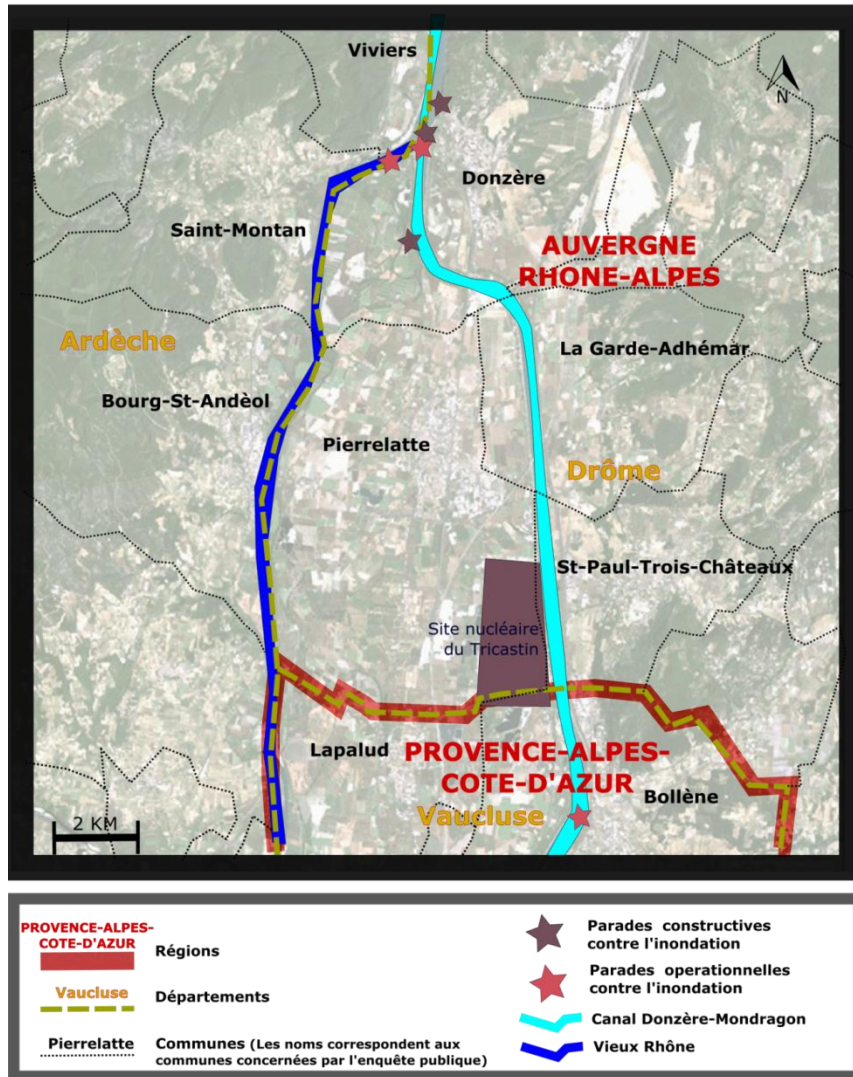 Viviers
N
Donzère
Saint-Montan
AUVERGNE
RHONE-ALPES
Ardèche
La Garde-Adhémar
Bourg-St-Andèol
Pierrelatte
Drôme
St-Paul-Trois-Châteaux
Site nucléaire
du Tricastin
Lapalud
PROVENCE-ALPES-
COTE-D'AZUR
Bollène
Vaucluse
2 KM
PROVENCE-ALPES-
COTE-D'AZUR
Régions
Vaucluse
Départements
Pierrelatte
Communes (Les noms correspondent aux
communes concernées par l'enquête publique)
Parades constructives
contre l'inondation
Parades operationnelles
contre l'inondation
Canal Donzère-Mondragon
Vieux Rhône